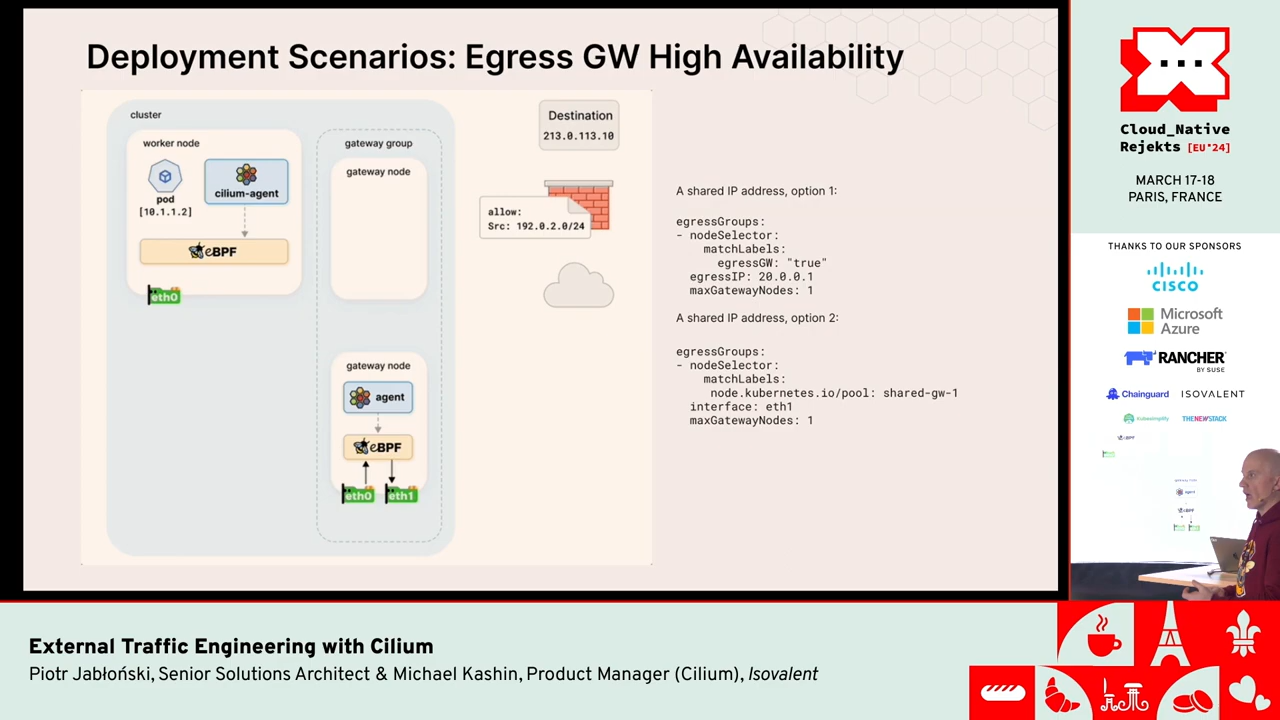 Deployment Scenarios: Egress GW High Availability
cluster
worker node
pod
[10.1.1.2]
cilium-agent
eBPF
eth0
gateway group
gateway node
gateway node
agent
eBPF
eth0
eth1
Destination
213.0.113.10
allow:
Src: 192.0.2.0/24
A shared IP address, option 1:
egressGroups:
- nodeSelector:
matchLabels:
egressGW: "true"
egressIP: 20.0.0.1
maxGatewayNodes: 1
A shared IP address, option 2:
egressGroups:
- nodeSelector:
matchLabels:
node.kubernetes.io/pool: shared-gw-1
interface: eth1
maxGatewayNodes: 1
Cloud_Native
Rejekts [EU'24]
MARCH 17-18
PARIS, FRANCE
THANKS TO OUR SPONSORS
CISCO
Microsoft
Azure
RANCHER
BY SUSE
Chainguard
ISOVALENT
Kubesimplify
THENEWSTACK
eBPF
agent
eBPF
External Traffic Engineering with Cilium
Piotr Jabłoński, Senior Solutions Architect & Michael Kashin, Product Manager (Cilium), Isovalent